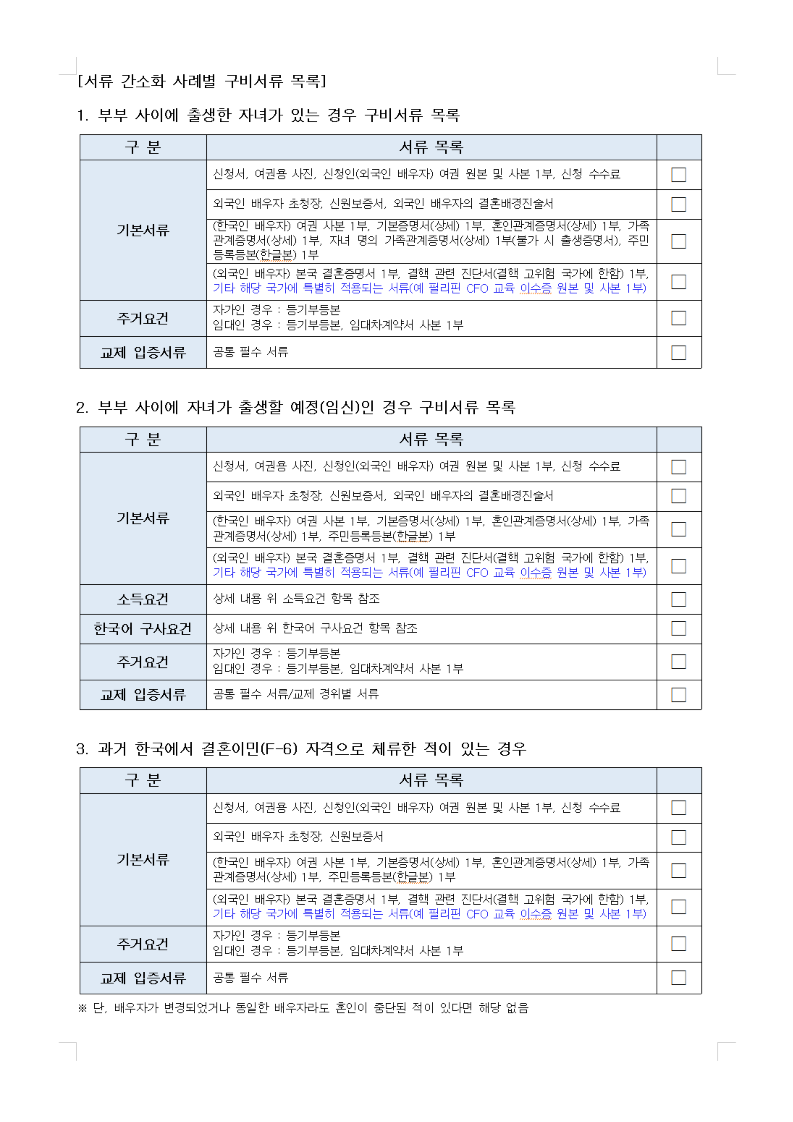 [서류 간소화 사례별 구비서류 목록]
1. 부부 사이에 출생한 자녀가 있는 경우 구비서류 목록
구 분 서류 목록
기본서류
신청서, 여권용 사진, 신청인(외국인 배우자) 여권 원본 및 사본 1부, 신청 수수료
외국인 배우자 초청장, 신원보증서, 외국인 배우자의 결혼배경진술서
(한국인 배우자) 여권 사본 1부, 기본증명서(상세) 1부, 혼인관계증명서(상세) 1부, 가족
관계증명서(상세) 1부, 자녀 명의 가족관계증명서(상세) 1부(불가 시 출생증명서), 주민
등록등본(한글본) 1부
(외국인 배우자) 본국 결혼증명서 1부, 결핵 관련 진단서(결핵 고위험 국가에 한함) 1부,
기타 해당 국가에 특별히 적용되는 서류(예 필리핀 CFO 교육 이수증 원본 및 사본 1부)
주거요건
자가인 경우 : 등기부등본
임대인 경우 : 등기부등본, 임대차계약서 사본 1부
교제 입증서류 공통 필수 서류
2. 부부 사이에 자녀가 출생할 예정(임신)인 경우 구비서류 목록
구 분 서류 목록
기본서류
신청서, 여권용 사진, 신청인(외국인 배우자) 여권 원본 및 사본 1부, 신청 수수료
외국인 배우자 초청장, 신원보증서, 외국인 배우자의 결혼배경진술서
(한국인 배우자) 여권 사본 1부, 기본증명서(상세) 1부, 혼인관계증명서(상세) 1부, 가족
관계증명서(상세) 1부, 주민등록등본(한글본) 1부
(외국인 배우자) 본국 결혼증명서 1부, 결핵 관련 진단서(결핵 고위험 국가에 한함) 1부,
기타 해당 국가에 특별히 적용되는 서류(예 필리핀 CFO 교육 이수증 원본 및 사본 1부)
소득요건 상세 내용 위 소득요건 항목 참조
한국어 구사요건 상세 내용 위 한국어 구사요건 항목 참조
주거요건
자가인 경우 : 등기부등본
임대인 경우 : 등기부등본, 임대차계약서 사본 1부
교제 입증서류 공통 필수 서류/교제 경위별 서류
3. 과거 한국에서 결혼이민(F-6) 자격으로 체류한 적이 있는 경우
구 분 서류 목록
기본서류
신청서, 여권용 사진, 신청인(외국인 배우자) 여권 원본 및 사본 1부, 신청 수수료
외국인 배우자 초청장, 신원보증서
(한국인 배우자) 여권 사본 1부, 기본증명서(상세) 1부, 혼인관계증명서(상세) 1부, 가족
관계증명서(상세) 1부, 주민등록등본(한글본) 1부
(외국인 배우자) 본국 결혼증명서 1부, 결핵 관련 진단서(결핵 고위험 국가에 한함) 1부,
기타 해당 국가에 특별히 적용되는 서류(예 필리핀 CFO 교육 이수증 원본 및 사본 1부)
주거요건
자가인 경우 : 등기부등본
임대인 경우 : 등기부등본, 임대차계약서 사본 1부
교제 입증서류 공통 필수 서류
※ 단, 배우자가 변경되었거나 동일한 배우자라도 혼인이 중단된 적이 있다면 해당 없음